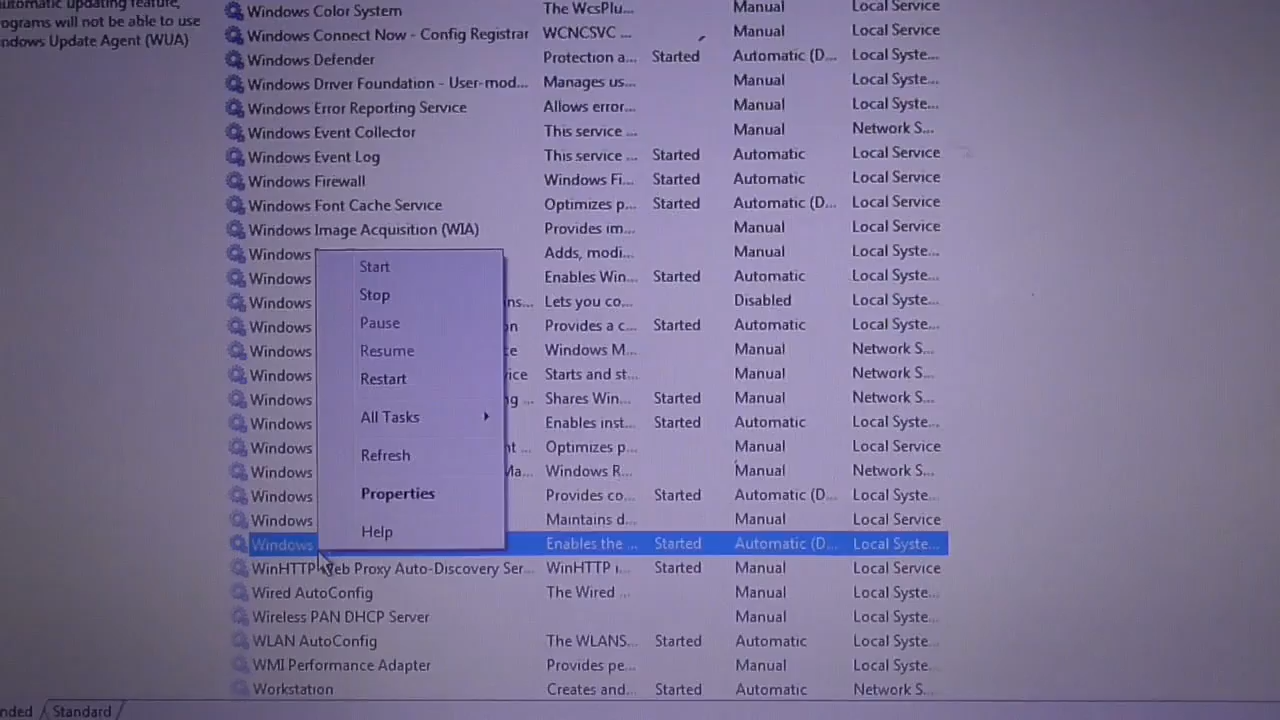 automatic updating feature,
ograms will not be able to use
ndows Update Agent (WUA)
Windows Color System The WcsPlu... Manual Local Service
Windows Connect Now - Config Registrar WCNCSVC ... Manual Local Service
Windows Defender Protection a... Started Automatic (D... Local Syste...
Windows Driver Foundation - User-mod... Manages us... Manual Local Syste...
Windows Error Reporting Service Allows error... Manual Local Syste...
Windows Event Collector This service ... Manual Network S...
Windows Event Log This service ... Started Automatic Local Service
Windows Firewall Windows Fi... Started Automatic Local Service
Windows Font Cache Service Optimizes p... Started Automatic (D... Local Service
Windows Image Acquisition (WIA) Provides im... Manual Local Service
Windows Adds, modi... Manual Local Syste...
Windows Enables Win... Started Automatic Local Syste...
Windows ns... Lets you co... Disabled Local Syste...
Windows on Provides a c... Started Automatic Local Syste...
Windows e Windows M... Manual Network S...
Windows ice Starts and st... Manual Network S...
Windows ng ... Shares Win... Started Manual Network S...
Windows Enables inst... Started Automatic Local Syste...
Windows nt ... Optimizes p... Manual Local Service
Windows Ma... Windows R... Manual Network S...
Windows Provides co... Started Automatic (D... Local Syste...
Windows Maintains d... Manual Local Service
Windows Enables the ... Started Automatic (D... Local Syste...
Start
Stop
Pause
Resume
Restart
All Tasks
Refresh
Properties
Help
WinHTTP Web Proxy Auto-Discovery Ser... WinHTTP i... Started Manual Local Service
Wired AutoConfig The Wired ... Manual Local Syste...
Wireless PAN DHCP Server Manual Local Syste...
WLAN AutoConfig The WLANS... Started Automatic Local Syste...
WMI Performance Adapter Provides pe... Manual Local Syste...
Workstation Creates and... Started Automatic Network S...
nded Standard